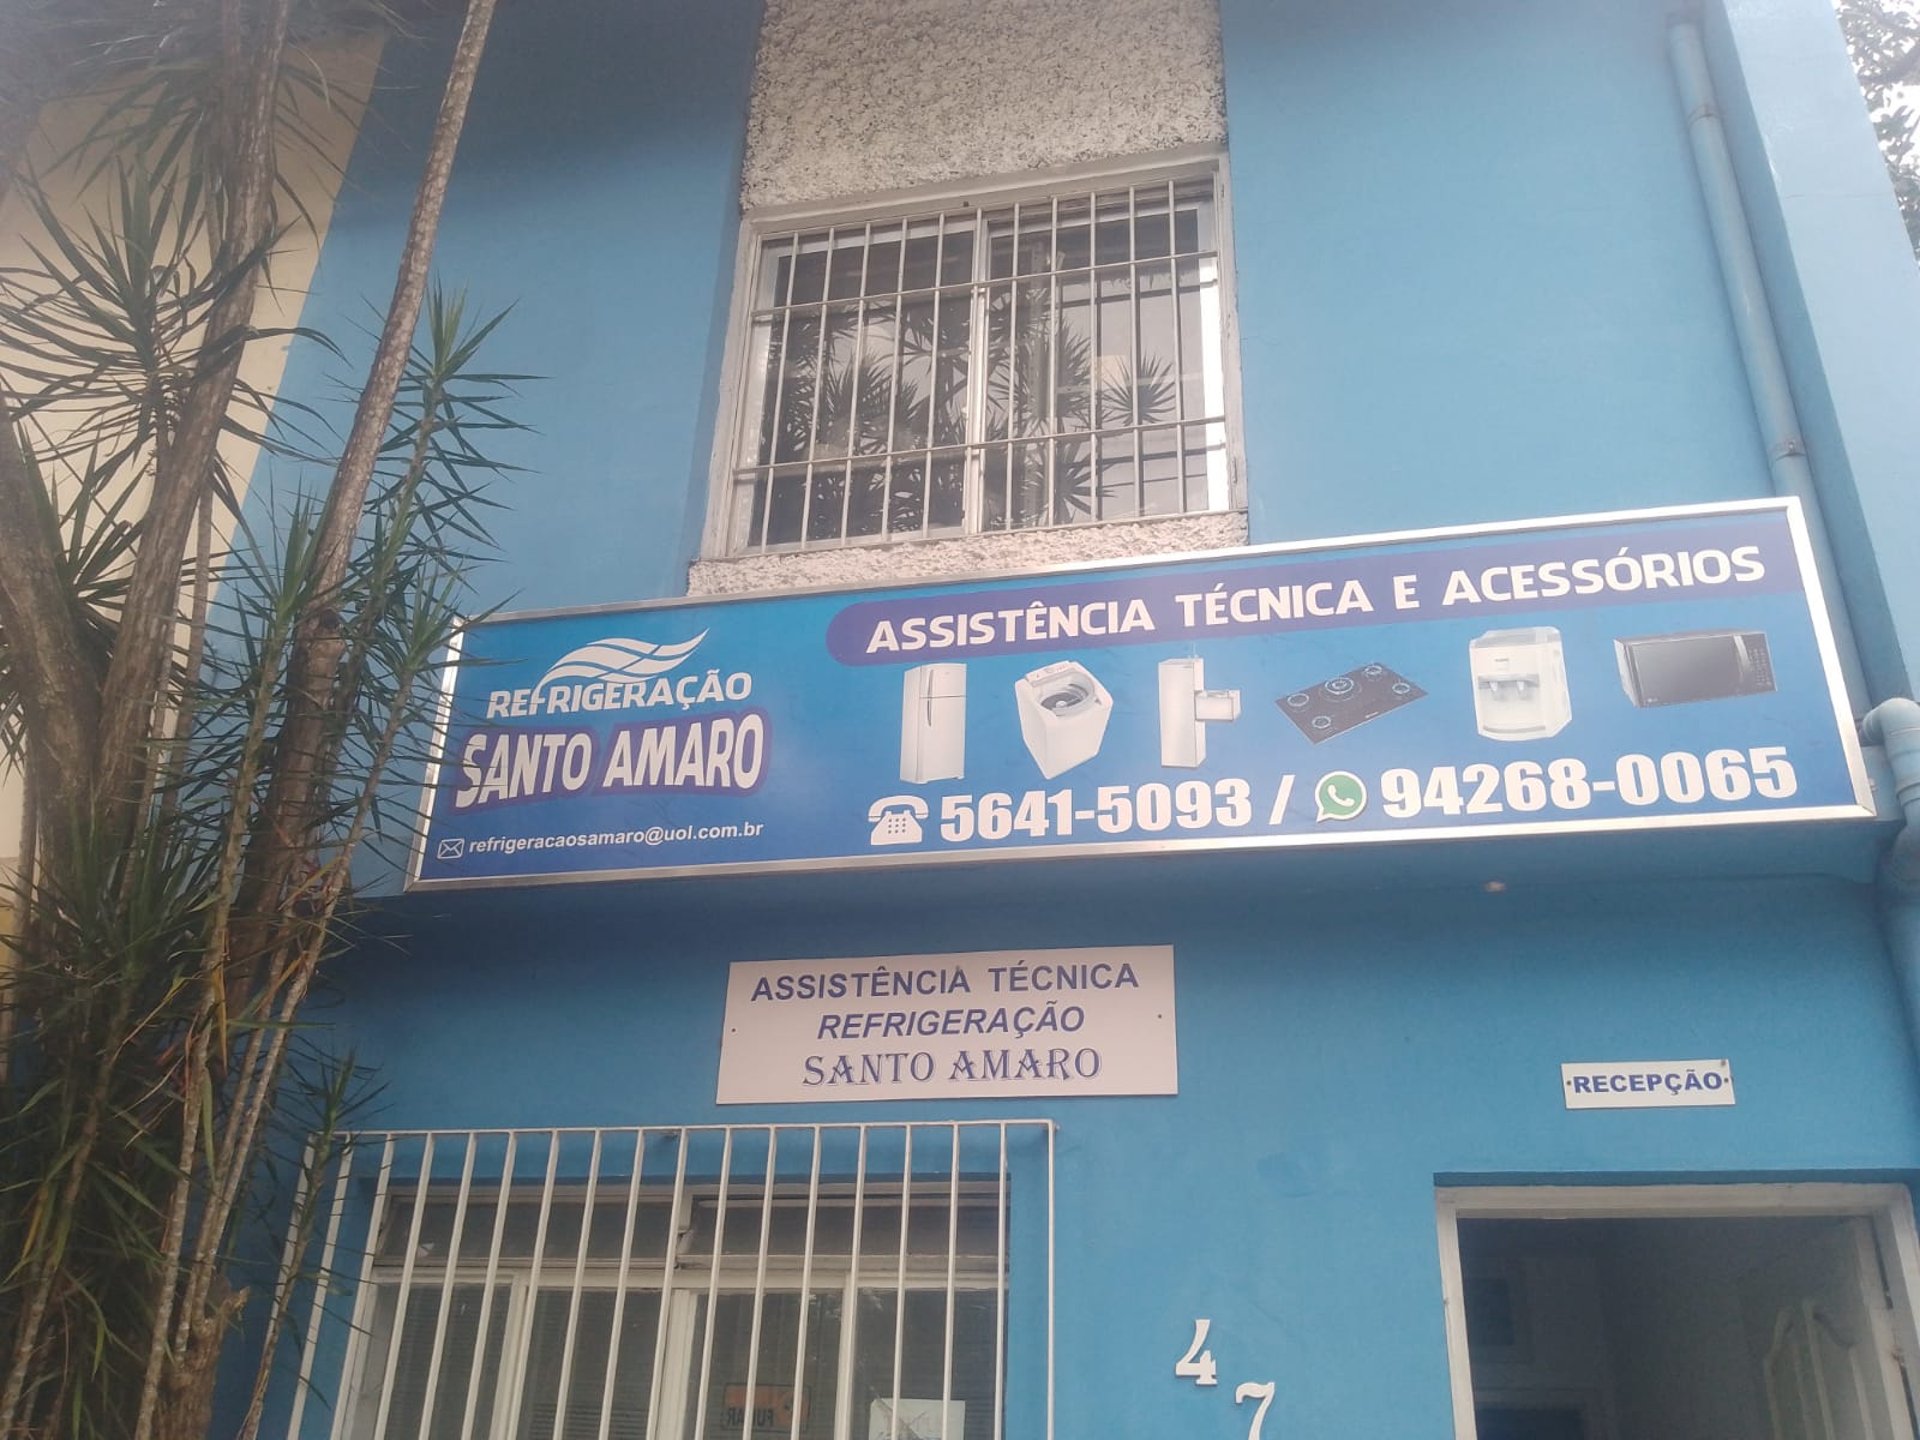 REFRIGERAÇÃO
SANTO AMARO
refrigeracaosamaro@uol.com.br
ASSISTÊNCIA TÉCNICA E ACESSÓRIOS
5641-5093 / 94268-0065
ASSISTÊNCIA TÉCNICA
REFRIGERAÇÃO
SANTO AMARO
RECEPÇÃO
47